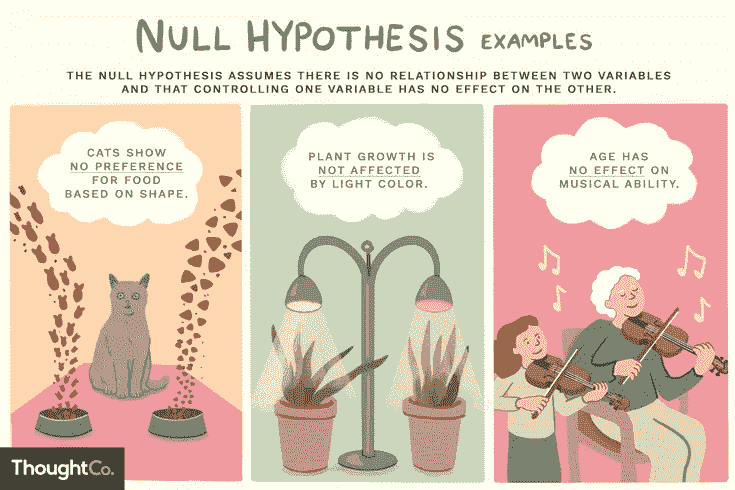 NULL HYPOTHESIS EXAMPLES
THE NULL HYPOTHESIS ASSUMES THERE IS NO RELATIONSHIP BETWEEN TWO VARIABLES
AND THAT CONTROLLING ONE VARIABLE HAS NO EFFECT ON THE OTHER.
CATS SHOW
NO PREFERENCE
FOR FOOD
BASED ON SHAPE.
PLANT GROWTH IS
NOT AFFECTED
BY LIGHT COLOR.
AGE HAS
NO EFFECT ON
MUSICAL ABILITY.
ThoughtCo.